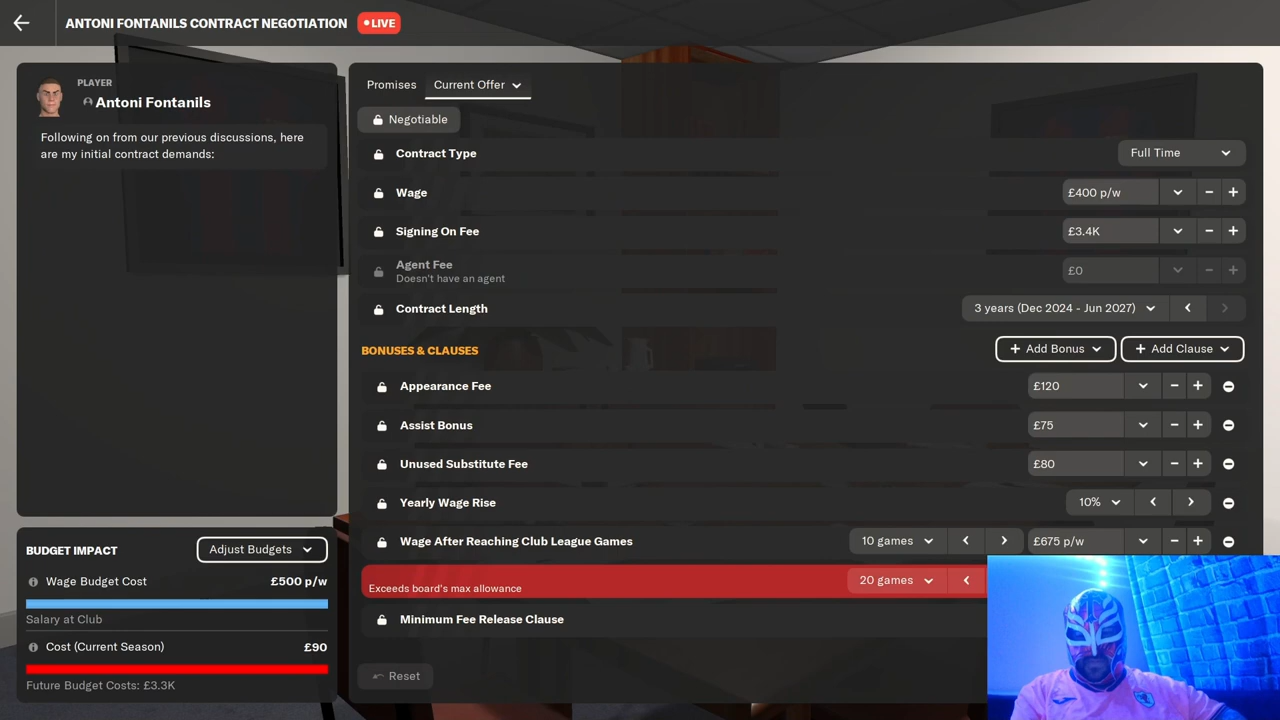 ANTONI FONTANILS CONTRACT NEGOTIATION
LIVE
PLAYER
Antoni Fontanils
Following on from our previous discussions, here
are my initial contract demands:
BUDGET IMPACT
Adjust Budgets
Wage Budget Cost
£500 p/w
Salary at Club
Cost (Current Season)
£90
Future Budget Costs: £3.3K
Promises
Current Offer
Negotiable
Contract Type
Full Time
Wage
£400 p/w
Signing On Fee
£3.4K
Agent Fee
Doesn't have an agent
£0
Contract Length
3 years (Dec 2024 - Jun 2027)
BONUSES & CLAUSES
Add Bonus
Add Clause
Appearance Fee
£120
Assist Bonus
£75
Unused Substitute Fee
£80
Yearly Wage Rise
10%
Wage After Reaching Club League Games
10 games
£675 p/w
Exceeds board's max allowance
20 games
Minimum Fee Release Clause
Reset